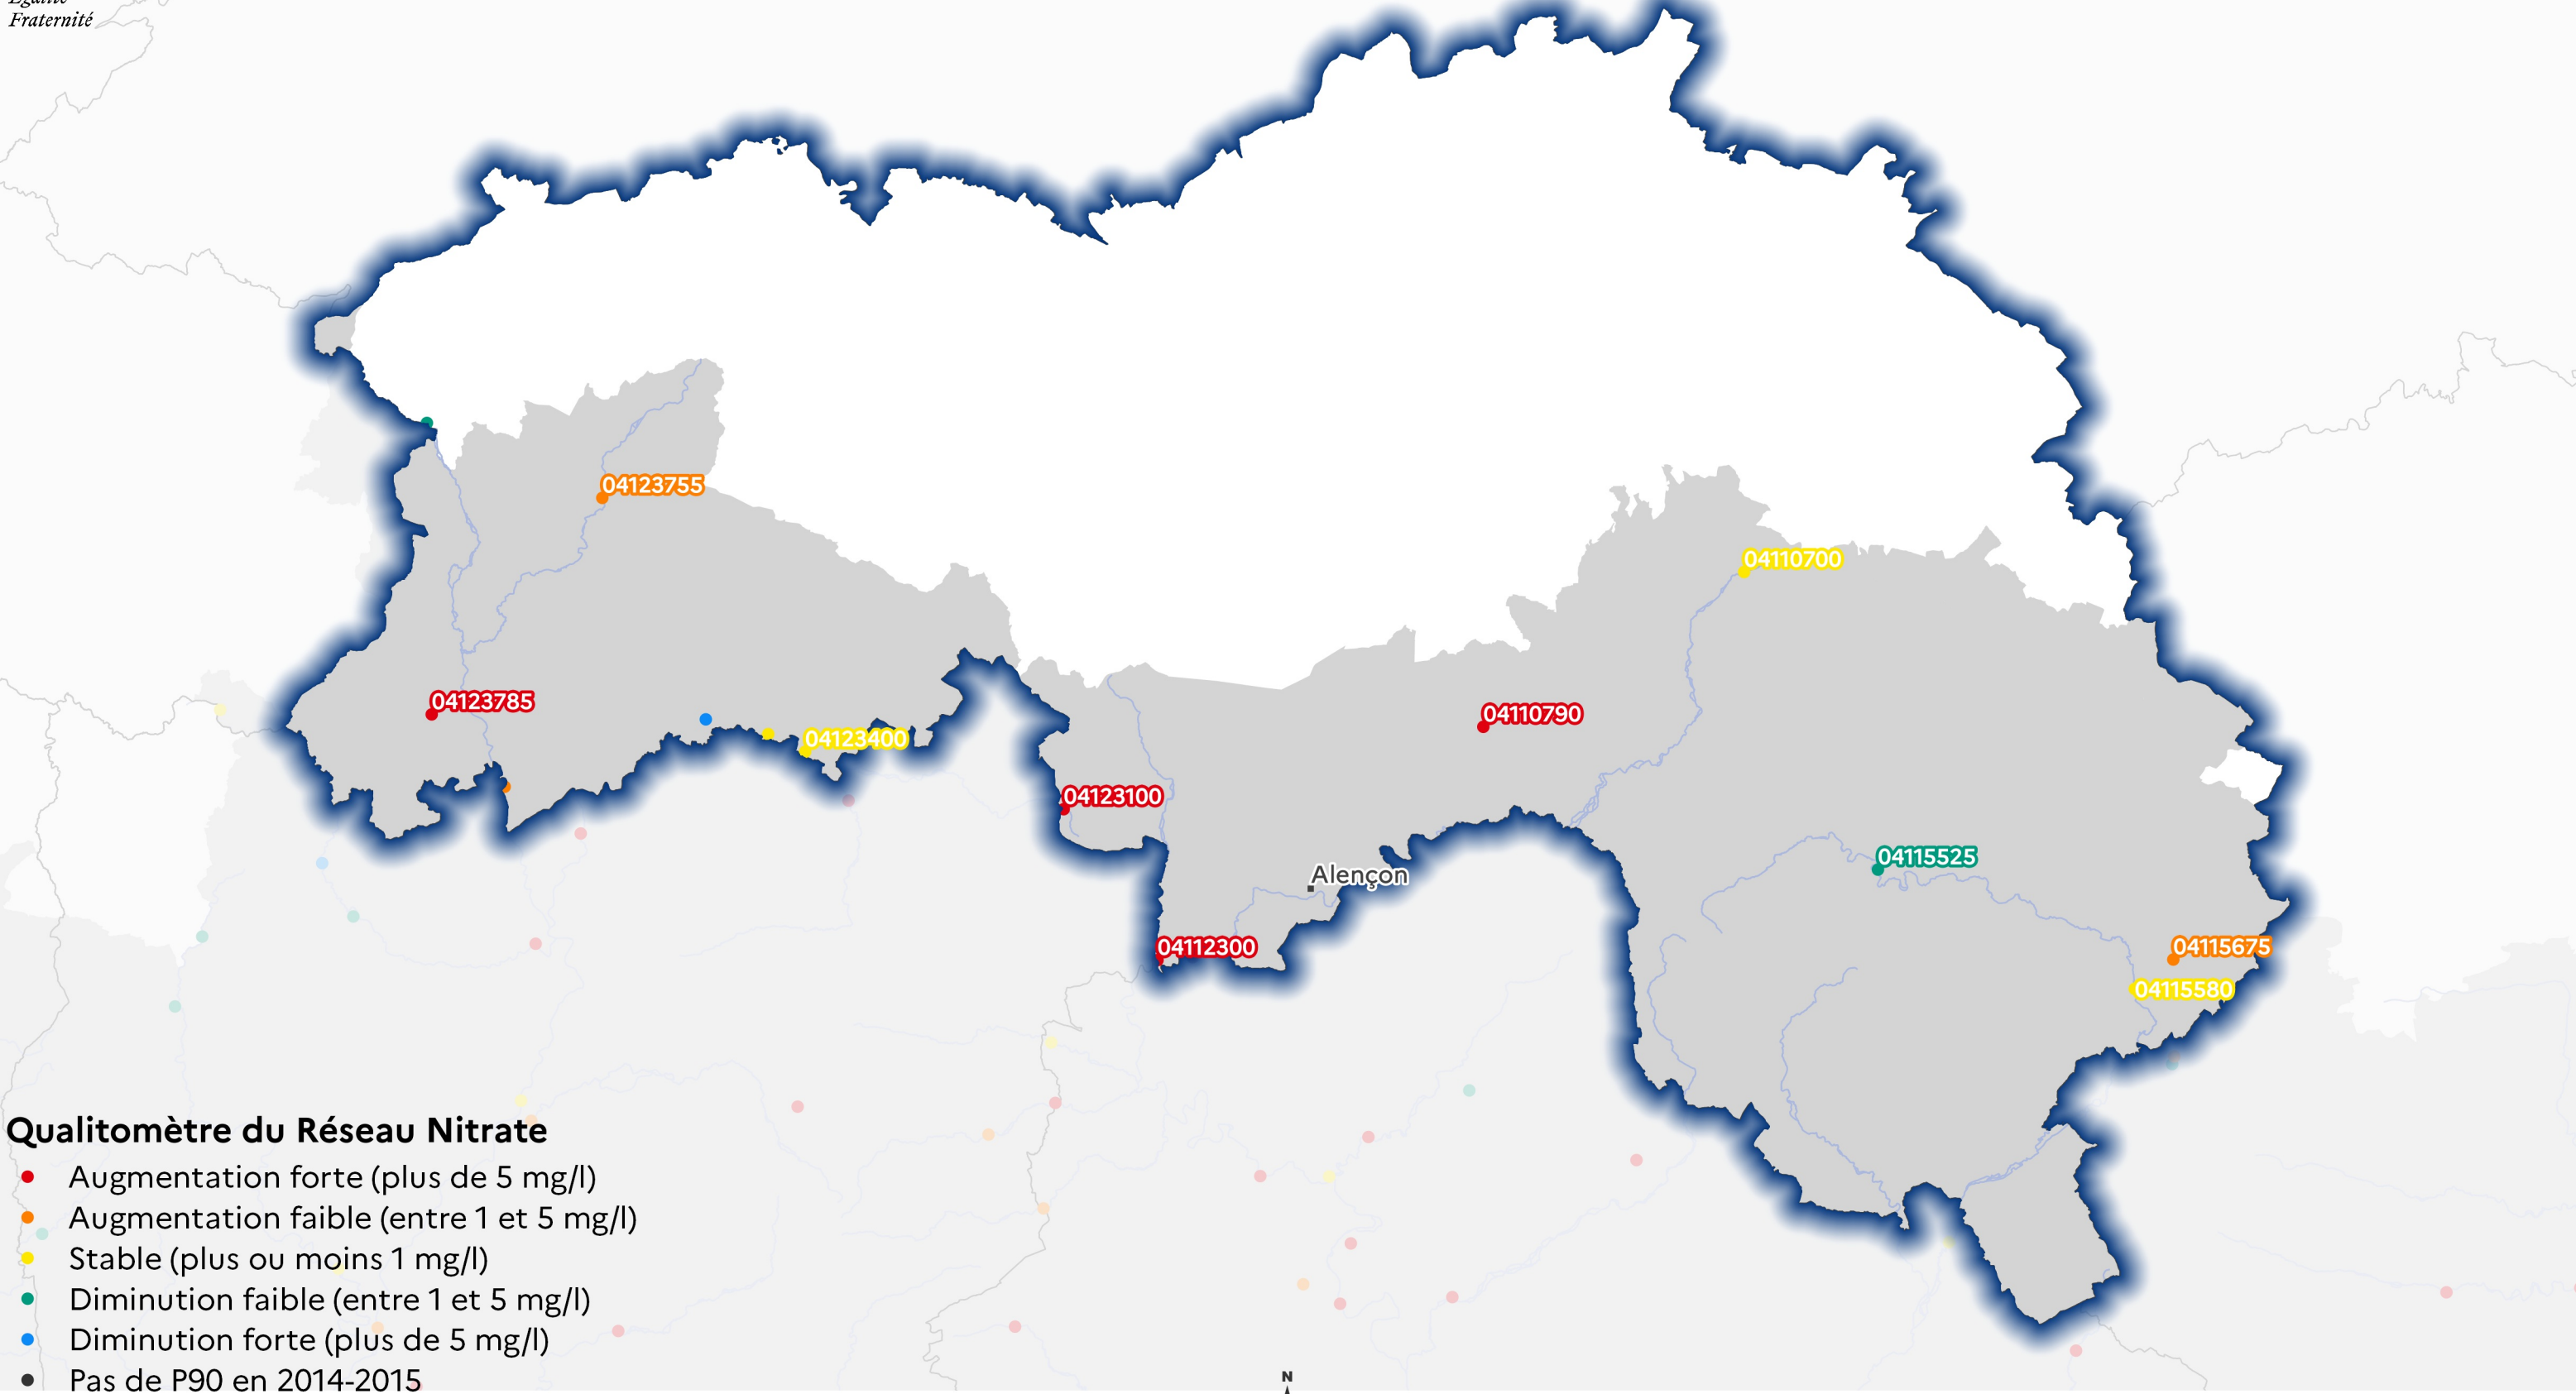 Fraternité
04123755
04110700
04123785
04110790
04123400
04123100
04115525
Alençon
04112300
04115675
04115580
Qualitomètre du Réseau Nitrate
Augmentation forte (plus de 5 mg/l)
Augmentation faible (entre 1 et 5 mg/l)
Stable (plus ou moins 1 mg/l)
Diminution faible (entre 1 et 5 mg/l)
Diminution forte (plus de 5 mg/l)
Pas de P90 en 2014-2015
N